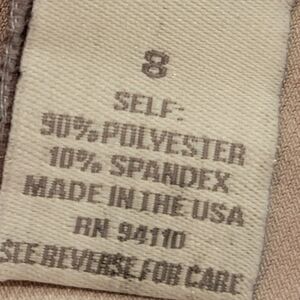 8
SELF:
90% POLYESTER
10% SPANDEX
MADE IN THE USA
RN 94110
SEE REVERSE FOR CARE